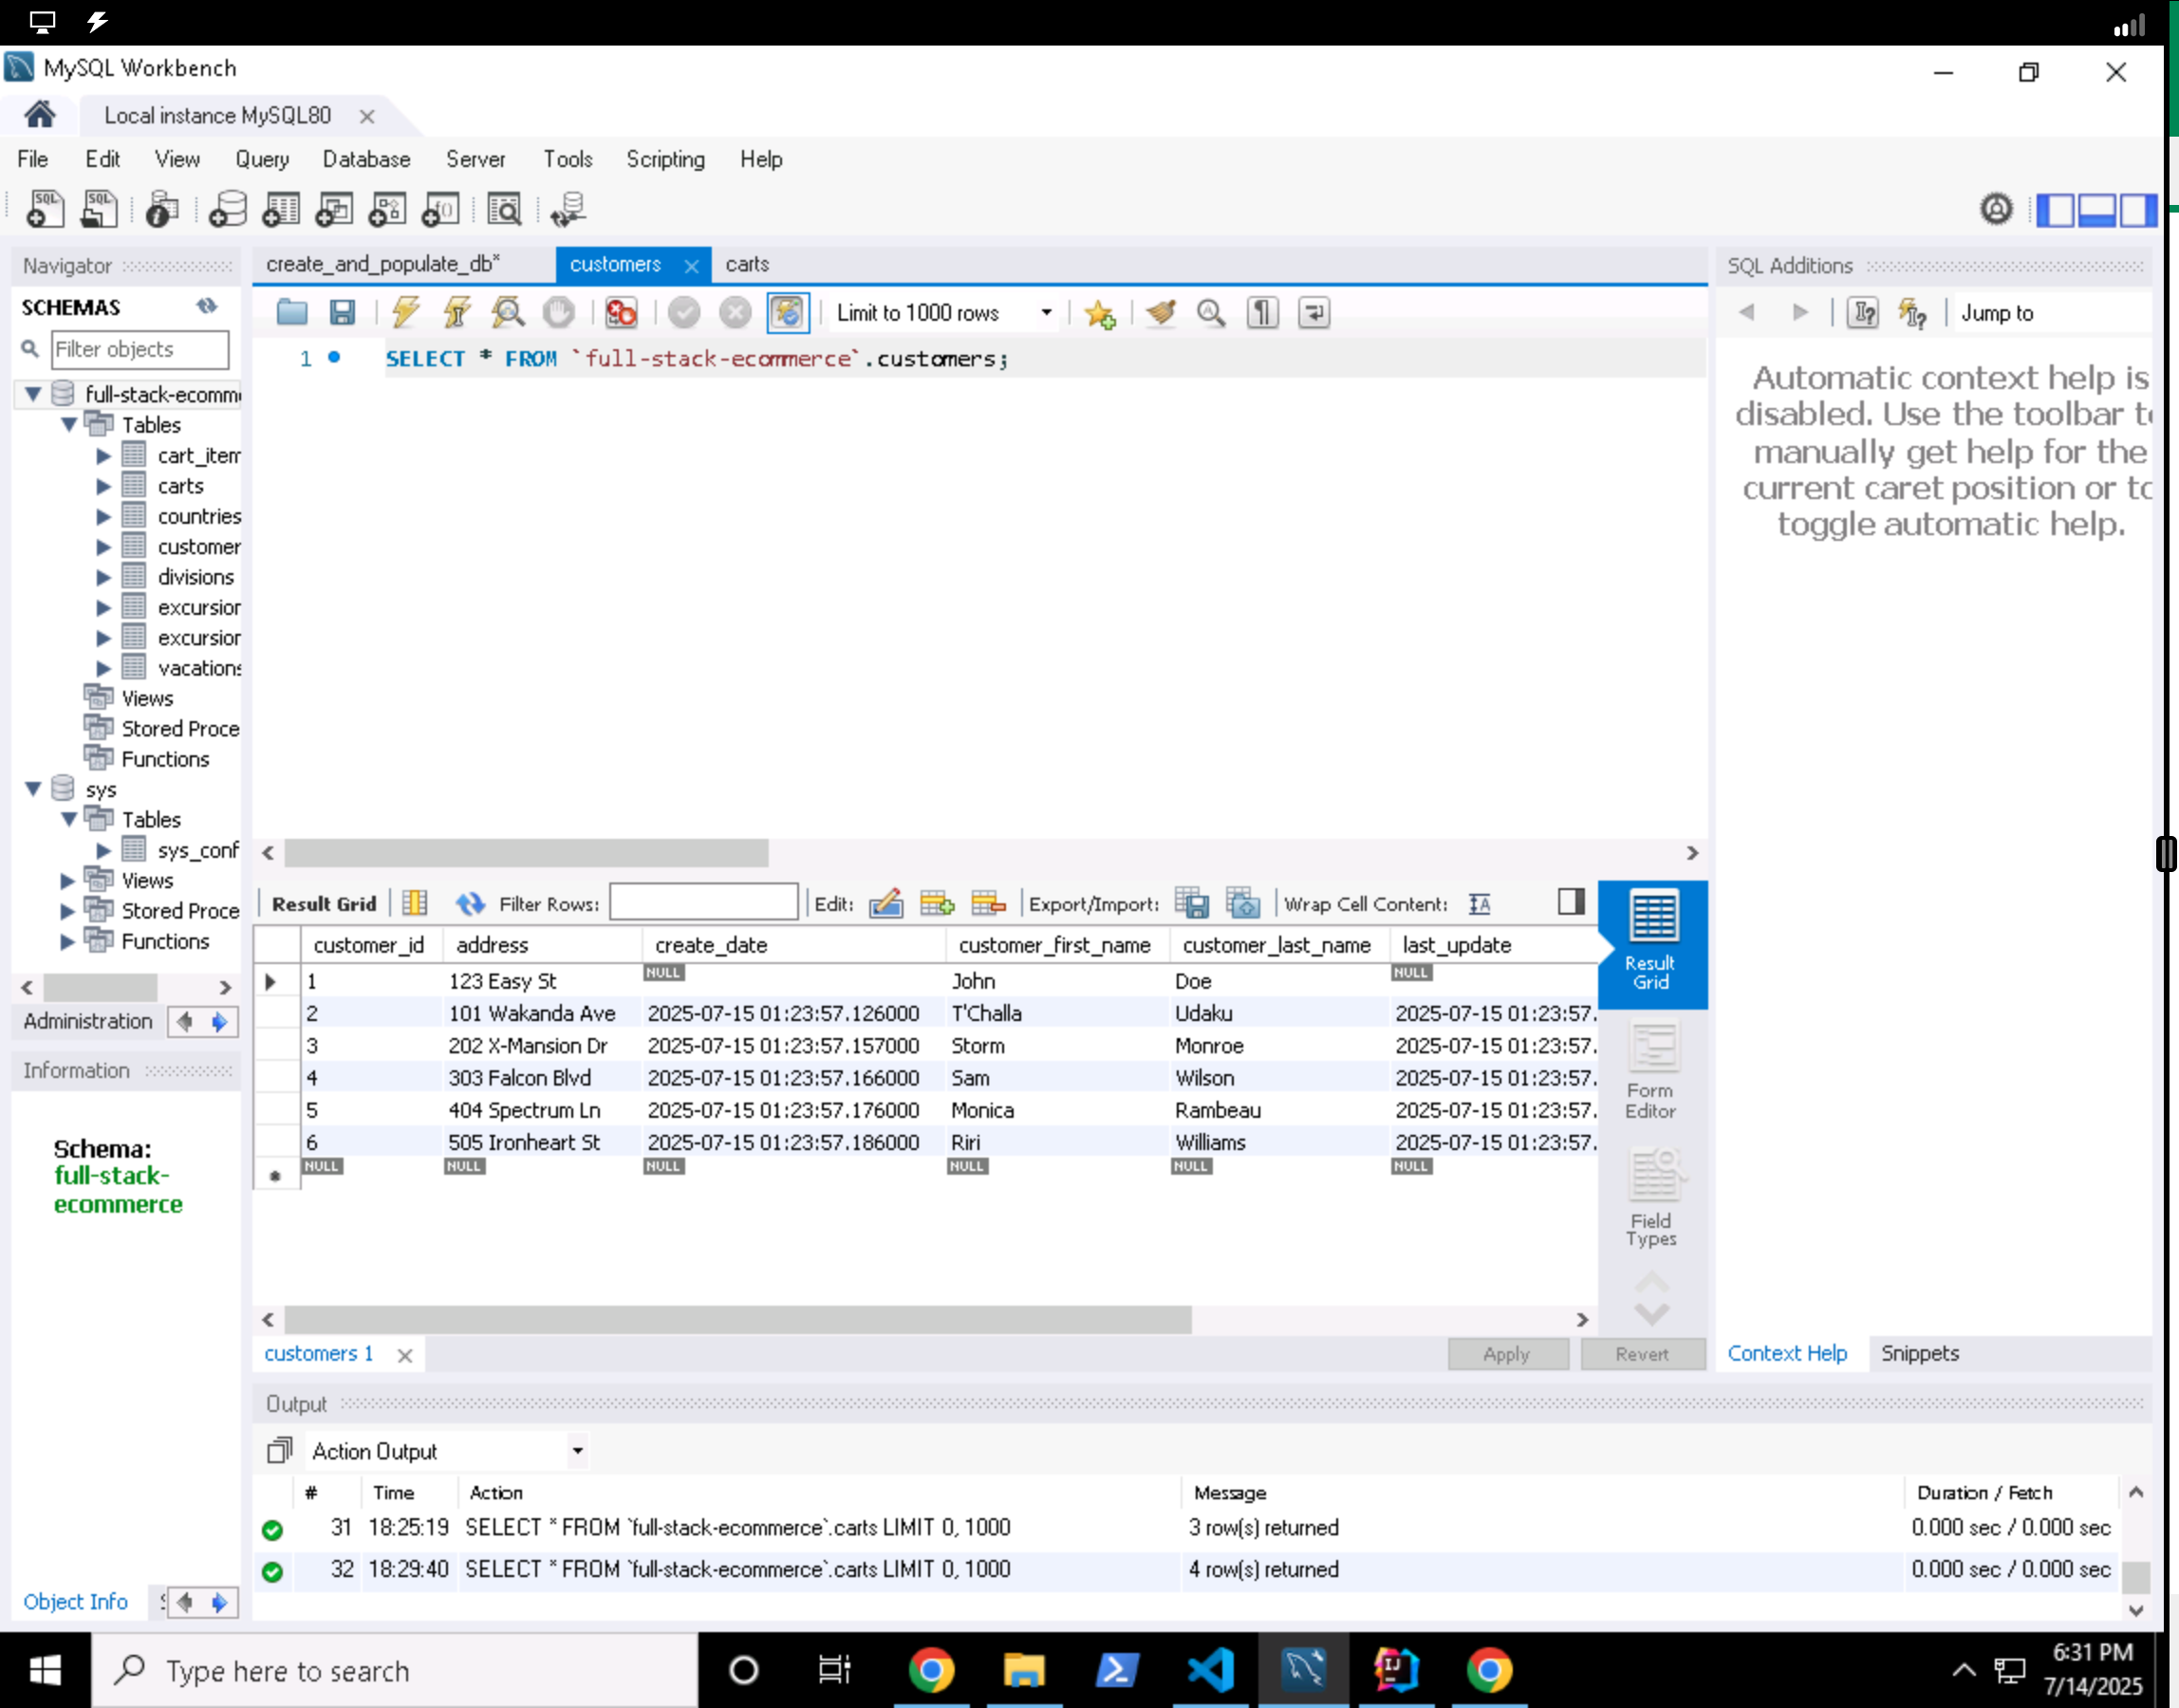 MySQL Workbench
Local instance MySQL80
File Edit View Query Database Server Tools Scripting Help
Navigator
SCHEMAS
Filter objects
full-stack-ecomm
Tables
cart_item
carts
countries
customer
divisions
excursion
excursion
vacations
Views
Stored Proce
Functions
sys
Tables
sys_conf
Views
Stored Proce
Functions
Administration
Information
Schema:
full-stack-
ecommerce
Object Info
create_and_populate_db* customers carts
Limit to 1000 rows
1 SELECT * FROM `full-stack-ecommerce`.customers;
Result Grid Filter Rows: Edit: Export/Import: Wrap Cell Content:
customer_id address create_date customer_first_name customer_last_name last_update
1 123 Easy St NULL John Doe NULL
2 101 Wakanda Ave 2025-07-15 01:23:57.126000 T'Challa Udaku 2025-07-15 01:23:57.
3 202 X-Mansion Dr 2025-07-15 01:23:57.157000 Storm Monroe 2025-07-15 01:23:57.
4 303 Falcon Blvd 2025-07-15 01:23:57.166000 Sam Wilson 2025-07-15 01:23:57.
5 404 Spectrum Ln 2025-07-15 01:23:57.176000 Monica Rambeau 2025-07-15 01:23:57.
6 505 Ironheart St 2025-07-15 01:23:57.186000 Riri Williams 2025-07-15 01:23:57.
NULL NULL NULL NULL NULL NULL
Result
Grid
Form
Editor
Field
Types
customers 1 Apply Revert
SQL Additions
Jump to
Automatic context help is
disabled. Use the toolbar to
manually get help for the
current caret position or to
toggle automatic help.
Context Help Snippets
Output
Action Output
# Time Action Message Duration / Fetch
31 18:25:19 SELECT * FROM `full-stack-ecommerce`.carts LIMIT 0, 1000 3 row(s) returned 0.000 sec / 0.000 sec
32 18:29:40 SELECT * FROM `full-stack-ecommerce`.carts LIMIT 0, 1000 4 row(s) returned 0.000 sec / 0.000 sec
Type here to search
6:31 PM
7/14/2025